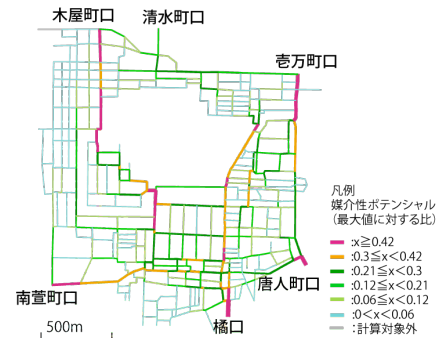 木屋町口
清水町口
壱万町口
凡例
媒介性ポテンシャル
(最大値に対する比)
:x≧0.42
:0.3≦x<0.42
:0.21≦x<0.3
:0.12≦x<0.21
:0.06≦x<0.12
:0<x<0.06
:計算対象外
唐人町口
南萱町口
橘口
500m